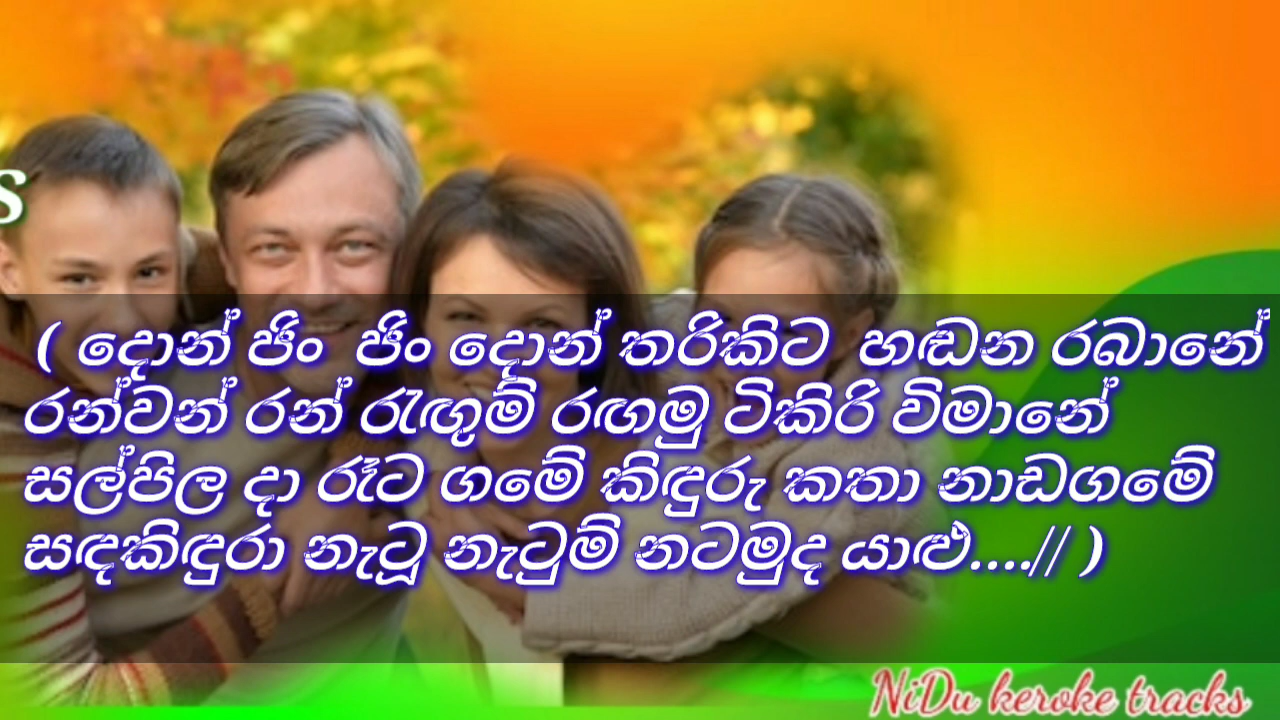 s
( දොන් ජිං  ජිං දොන් තරිකිට  හඬන රබානේ
රන්වන් රන් රැඟුම් රඟමු ටිකිරි විමානේ
සල්පිල දා රෑට ගමේ කිඳුරු කතා නාඩගමේ
සඳකිඳුරා නැටූ නැටුම් නටමුද යාළු....// )
NiDu keroke tracks